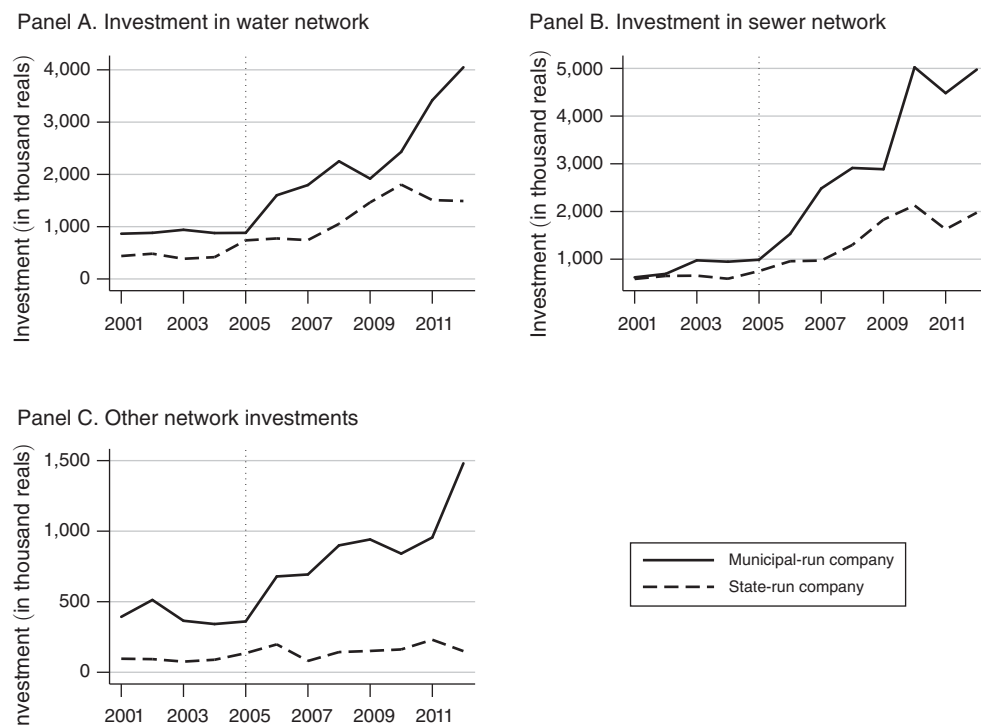 Panel A. Investment in water network
Investment (in thousand reals)
4,000
3,000
2,000
1,000
0
2001 2003 2005 2007 2009 2011
Panel B. Investment in sewer network
Investment (in thousand reals)
5,000
4,000
3,000
2,000
1,000
2001 2003 2005 2007 2009 2011
Panel C. Other network investments
nvestment (in thousand reals)
1,500
1,000
500
0
2001 2003 2005 2007 2009 2011
Municipal-run company
State-run company